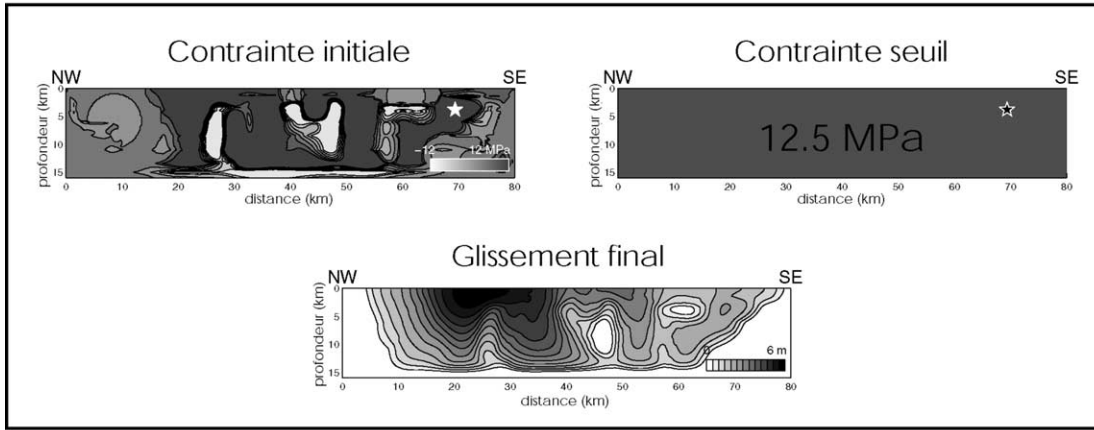 Contrainte initiale
NW SE
profondeur (km)
0
5
10
15
-12 12 MPa
0 10 20 30 40 50 60 70 80
distance (km)
Contrainte seuil
NW SE
profondeur (km)
0
5
10
15
12.5 MPa
0 10 20 30 40 50 60 70 80
distance (km)
Glissement final
NW SE
profondeur (km)
0
5
10
15
0 6 m
0 10 20 30 40 50 60 70 80
distance (km)